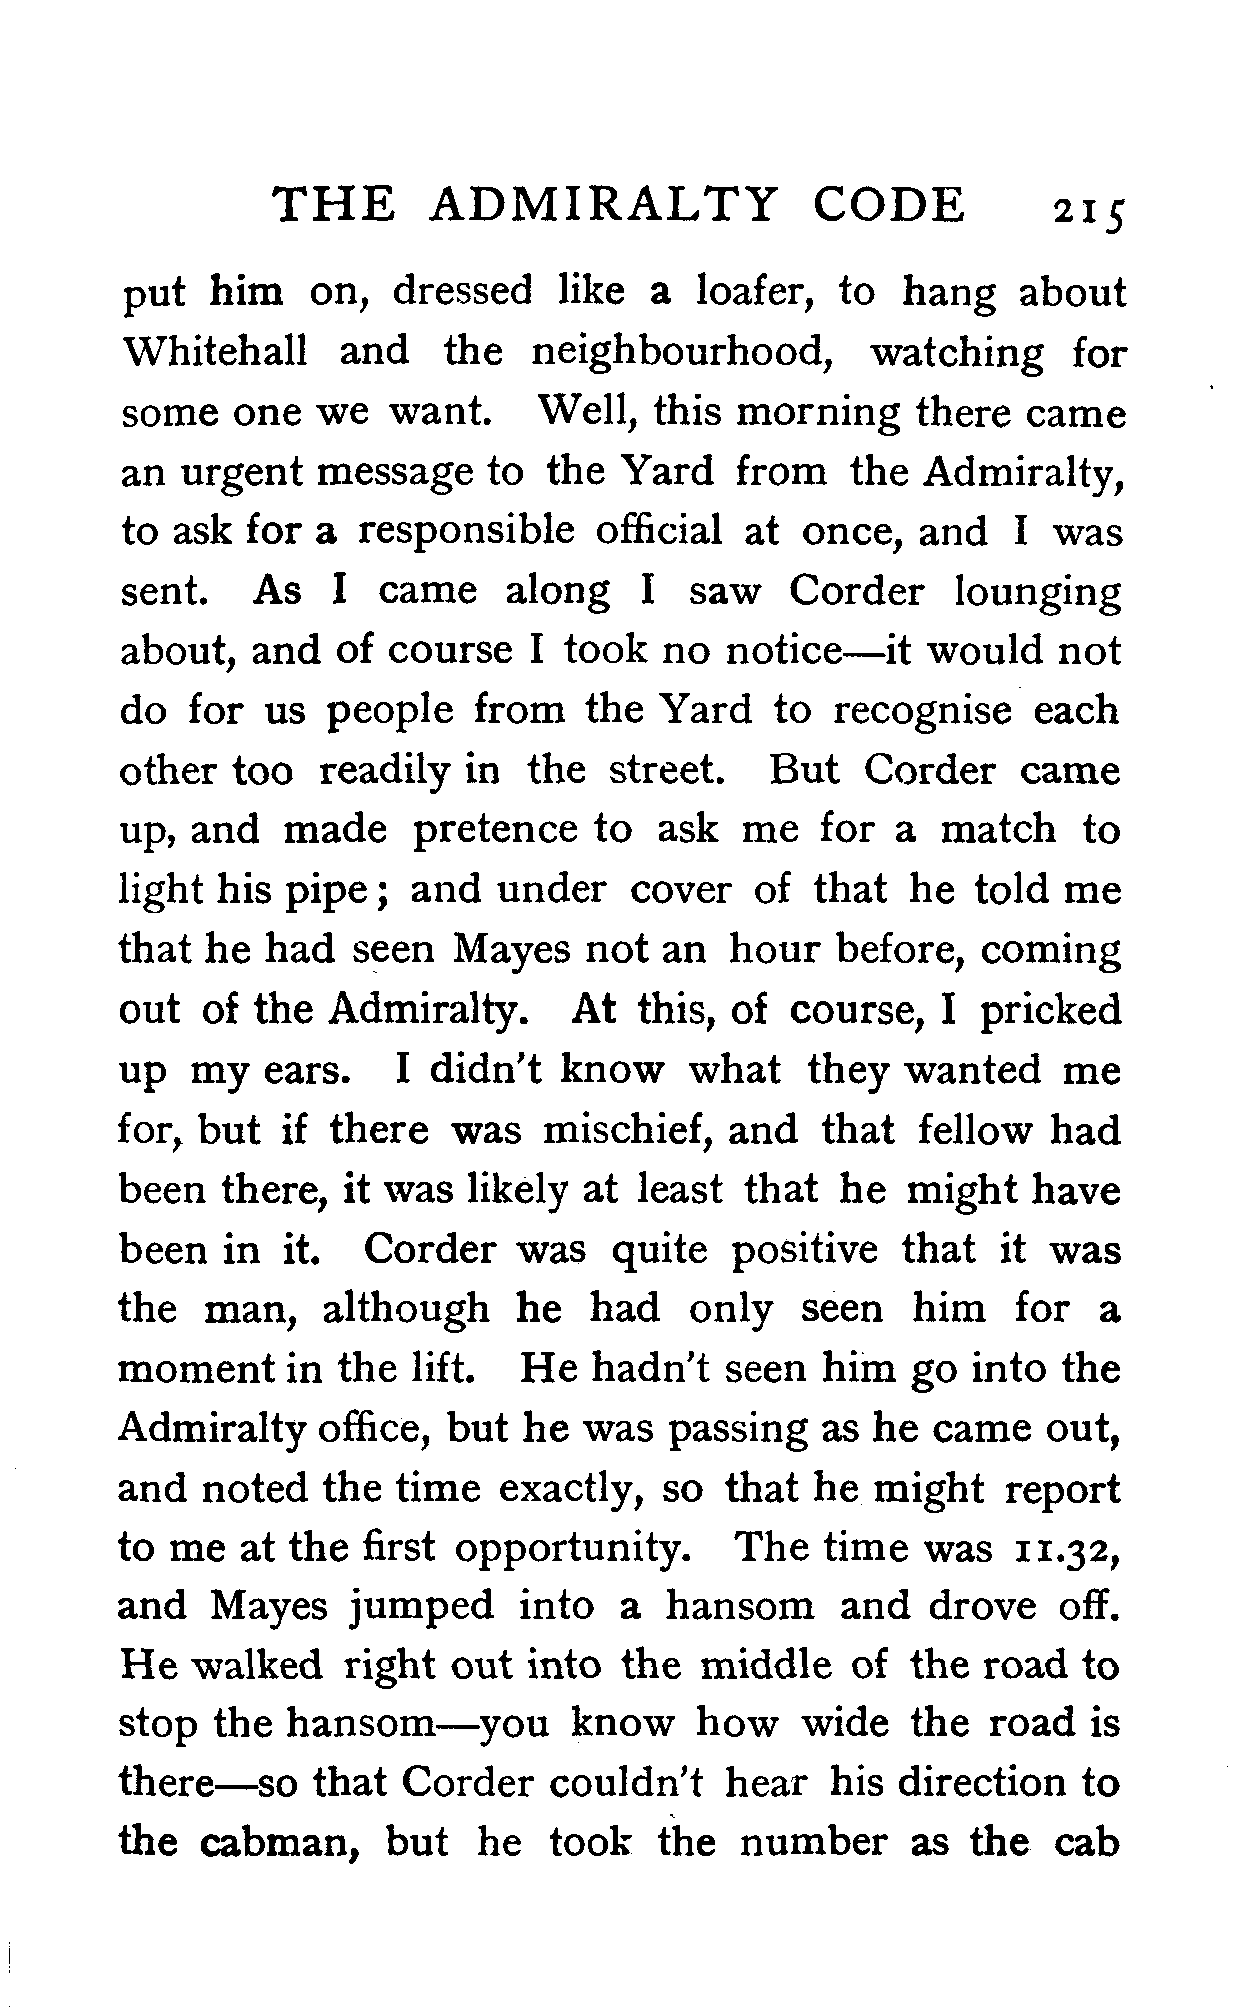 THE ADMIRALTY CODE 215
put him on, dressed like a loafer, to hang about
Whitehall and the neighbourhood, watching for
some one we want. Well, this morning there came
an urgent message to the Yard from the Admiralty,
to ask for a responsible official at once, and I was
sent. As I came along I saw Corder lounging
about, and of course I took no notice—it would not
do for us people from the Yard to recognise each
other too readily in the street. But Corder came
up, and made pretence to ask me for a match to
light his pipe; and under cover of that he told me
that he had seen Mayes not an hour before, coming
out of the Admiralty. At this, of course, I pricked
up my ears. I didn't know what they wanted me
for, but if there was mischief, and that fellow had
been there, it was likely at least that he might have
been in it. Corder was quite positive that it was
the man, although he had only seen him for a
moment in the lift. He hadn't seen him go into the
Admiralty office, but he was passing as he came out,
and noted the time exactly, so that he might report
to me at the first opportunity. The time was 11.32,
and Mayes jumped into a hansom and drove off.
He walked right out into the middle of the road to
stop the hansom—you know how wide the road is
there—so that Corder couldn't hear his direction to
the cabman, but he took the number as the cab